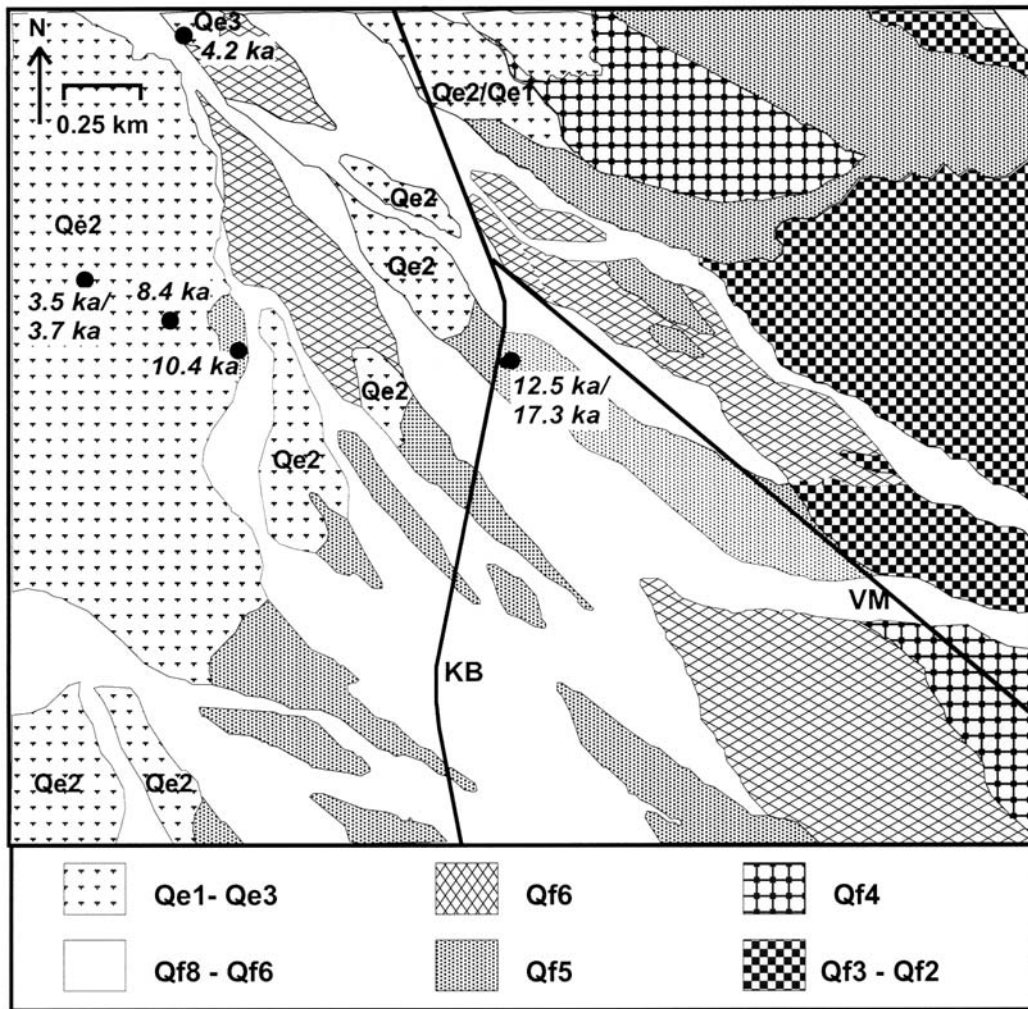 N
0.25 km
Qe3
4.2 ka
Qe2/Qe1
Qe2
Qe2
Qe2
3.5 ka/
3.7 ka
8.4 ka
10.4 ka
12.5 ka/
17.3 ka
Qe2
Qe2
VM
KB
Qe2
Qe2
Qe1- Qe3
Qf6
Qf4
Qf8 - Qf6
Qf5
Qf3 - Qf2